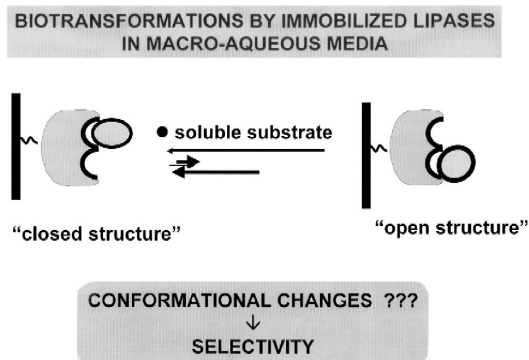 BIOTRANSFORMATIONS BY IMMOBILIZED LIPASES
IN MACRO-AQUEOUS MEDIA
soluble substrate
“closed structure”
“open structure”
CONFORMATIONAL CHANGES ???
↓
SELECTIVITY